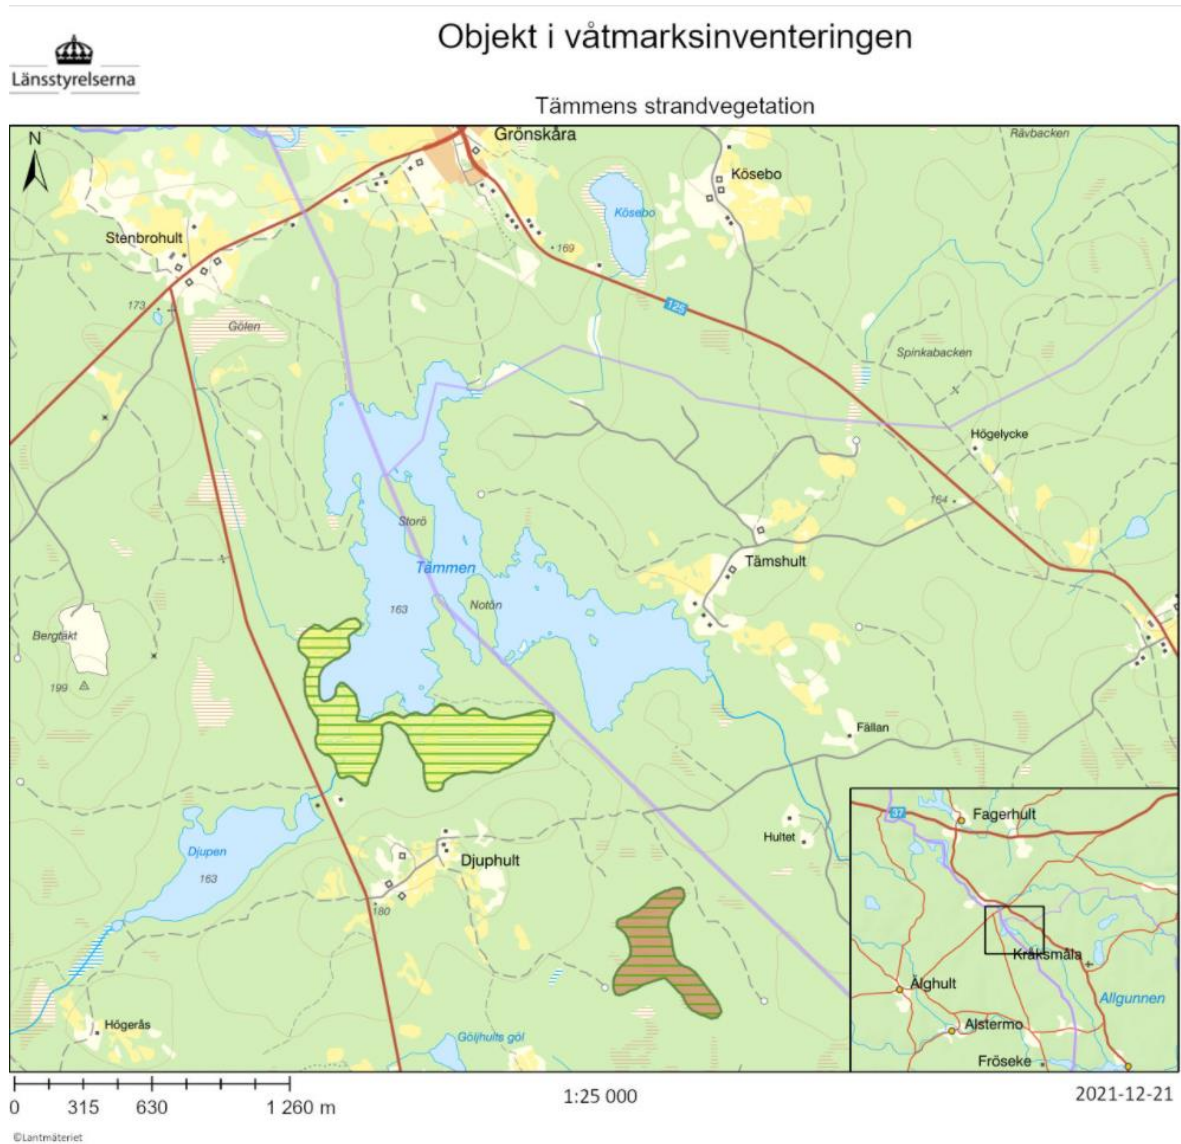 Objekt i våtmarksinventeringen
Länsstyrelserna
Tämmens strandvegetation
N
Grönskåra
Rävbacken
Kösebo
Kösebo
Stenbrohult
169
173
125
Gölen
Spinkabacken
Högelycke
164
Storö
Tämmen
Tämshult
163
Notön
Bergtäkt
199
Fällan
37
Fagerhult
Hultet
Djupen
163
Djuphult
180
Kråksmåla
Älghult
Allgunnen
Alstermo
Högerås
Göljhults göl
Fröseke
0 315 630 1 260 m
1:25 000
2021-12-21
©Lantmäteriet